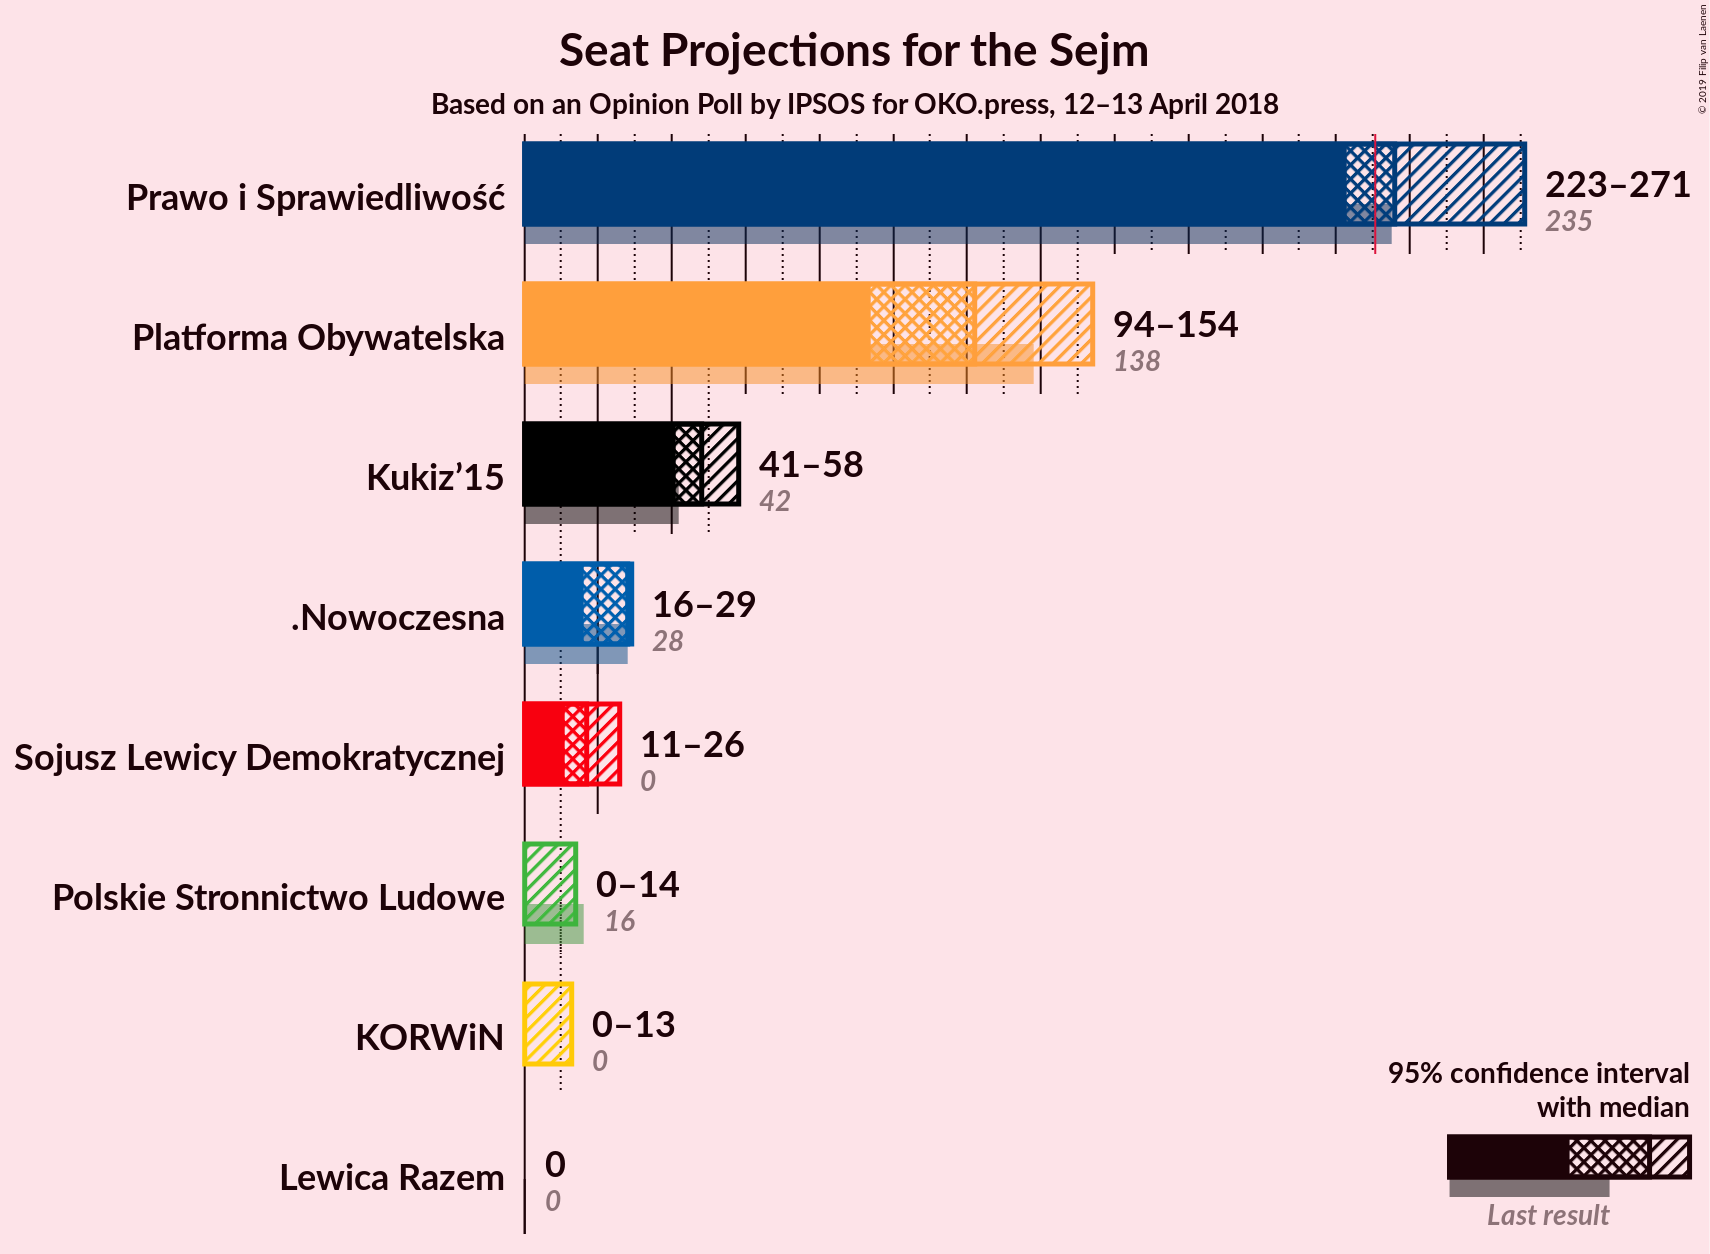 Seat Projections for the Sejm
Based on an Opinion Poll by IPSOS for OKO.press, 12–13 April 2018
© 2019 Filip van Laenen
Prawo i Sprawiedliwość
223–271
235
Platforma Obywatelska
94–154
138
Kukiz’15
41–58
42
.Nowoczesna
16–29
28
Sojusz Lewicy Demokratycznej
11–26
0
Polskie Stronnictwo Ludowe
0–14
16
KORWiN
0–13
0
Lewica Razem
0
0
95% confidence interval
with median
Last result